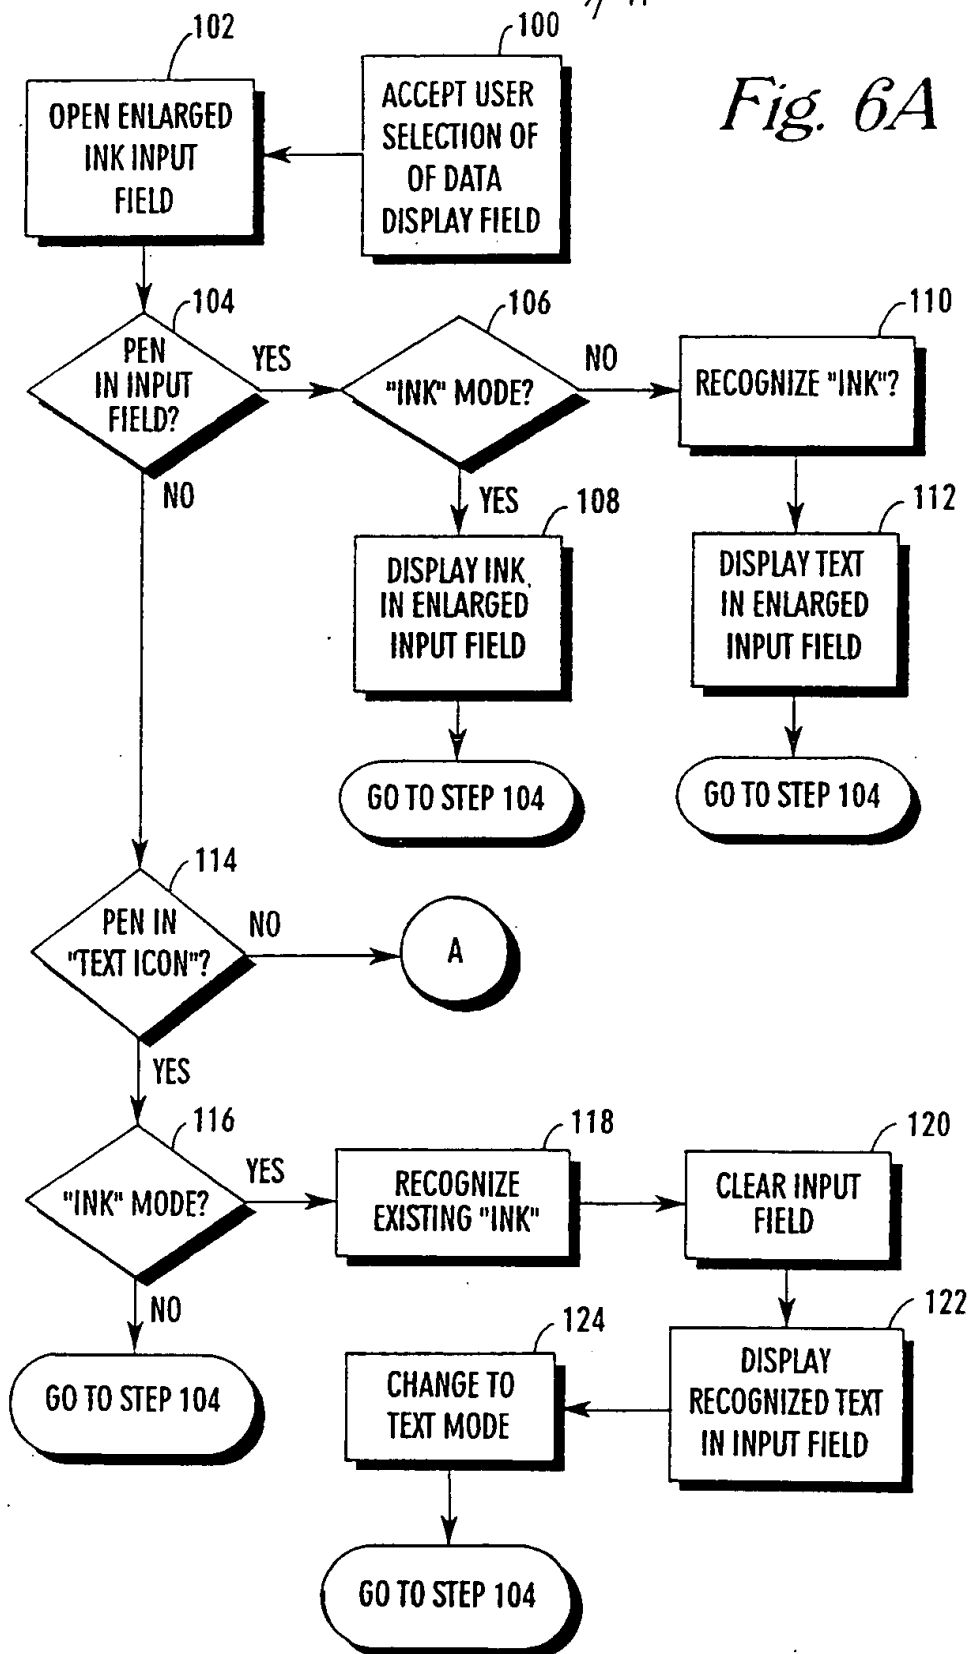 102
100
Fig. 6A
OPEN ENLARGED
INK INPUT
FIELD
ACCEPT USER
SELECTION OF
OF DATA
DISPLAY FIELD
104
PEN
IN INPUT
FIELD?
YES
NO
106
"INK" MODE?
NO
YES
110
RECOGNIZE "INK"?
108
DISPLAY INK
IN ENLARGED
INPUT FIELD
112
DISPLAY TEXT
IN ENLARGED
INPUT FIELD
GO TO STEP 104
GO TO STEP 104
114
PEN IN
"TEXT ICON"?
NO
A
YES
116
"INK" MODE?
YES
NO
118
RECOGNIZE
EXISTING "INK"
120
CLEAR INPUT
FIELD
122
DISPLAY
RECOGNIZED TEXT
IN INPUT FIELD
124
CHANGE TO
TEXT MODE
GO TO STEP 104
GO TO STEP 104